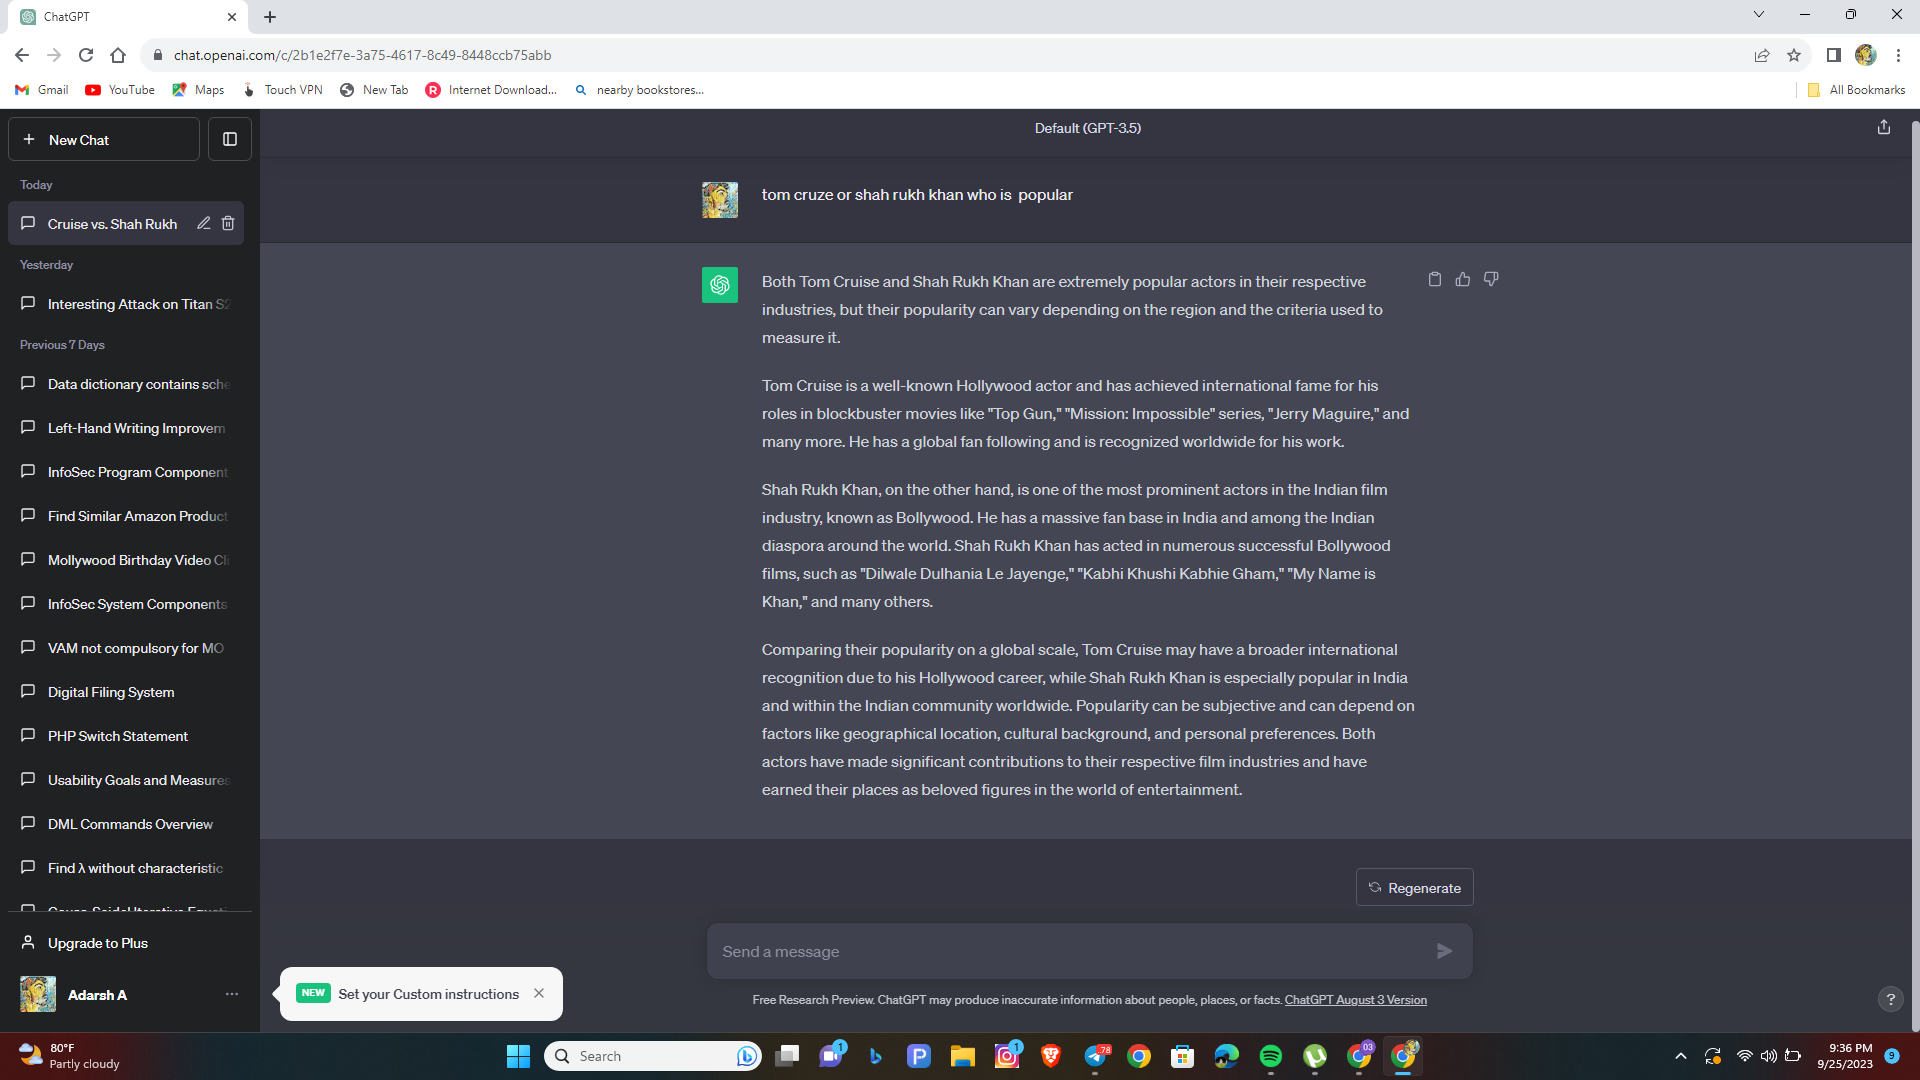 ChatGPT
chat.openai.com/c/2b1e2f7e-3a75-4617-8c49-8448ccb75abb
Gmail YouTube Maps Touch VPN New Tab Internet Download... nearby bookstores... All Bookmarks
New Chat
Default (GPT-3.5)
Today
Cruise vs. Shah Rukh
Yesterday
Interesting Attack on Titan S2
Previous 7 Days
Data dictionary contains sche
Left-Hand Writing Improvem
InfoSec Program Component
Find Similar Amazon Product
Mollywood Birthday Video Cli
InfoSec System Components
VAM not compulsory for MO
Digital Filing System
PHP Switch Statement
Usability Goals and Measures
DML Commands Overview
Find λ without characteristic
Upgrade to Plus
Adarsh A
tom cruze or shah rukh khan who is  popular
Both Tom Cruise and Shah Rukh Khan are extremely popular actors in their respective
industries, but their popularity can vary depending on the region and the criteria used to
measure it.
Tom Cruise is a well-known Hollywood actor and has achieved international fame for his
roles in blockbuster movies like "Top Gun," "Mission: Impossible" series, "Jerry Maguire," and
many more. He has a global fan following and is recognized worldwide for his work.
Shah Rukh Khan, on the other hand, is one of the most prominent actors in the Indian film
industry, known as Bollywood. He has a massive fan base in India and among the Indian
diaspora around the world. Shah Rukh Khan has acted in numerous successful Bollywood
films, such as "Dilwale Dulhania Le Jayenge," "Kabhi Khushi Kabhie Gham," "My Name is
Khan," and many others.
Comparing their popularity on a global scale, Tom Cruise may have a broader international
recognition due to his Hollywood career, while Shah Rukh Khan is especially popular in India
and within the Indian community worldwide. Popularity can be subjective and can depend on
factors like geographical location, cultural background, and personal preferences. Both
actors have made significant contributions to their respective film industries and have
earned their places as beloved figures in the world of entertainment.
Regenerate
Send a message
NEW Set your Custom instructions
Free Research Preview. ChatGPT may produce inaccurate information about people, places, or facts. ChatGPT August 3 Version
?
80°F
Partly cloudy
Search
1
1
78
03
9:36 PM
9/25/2023
9